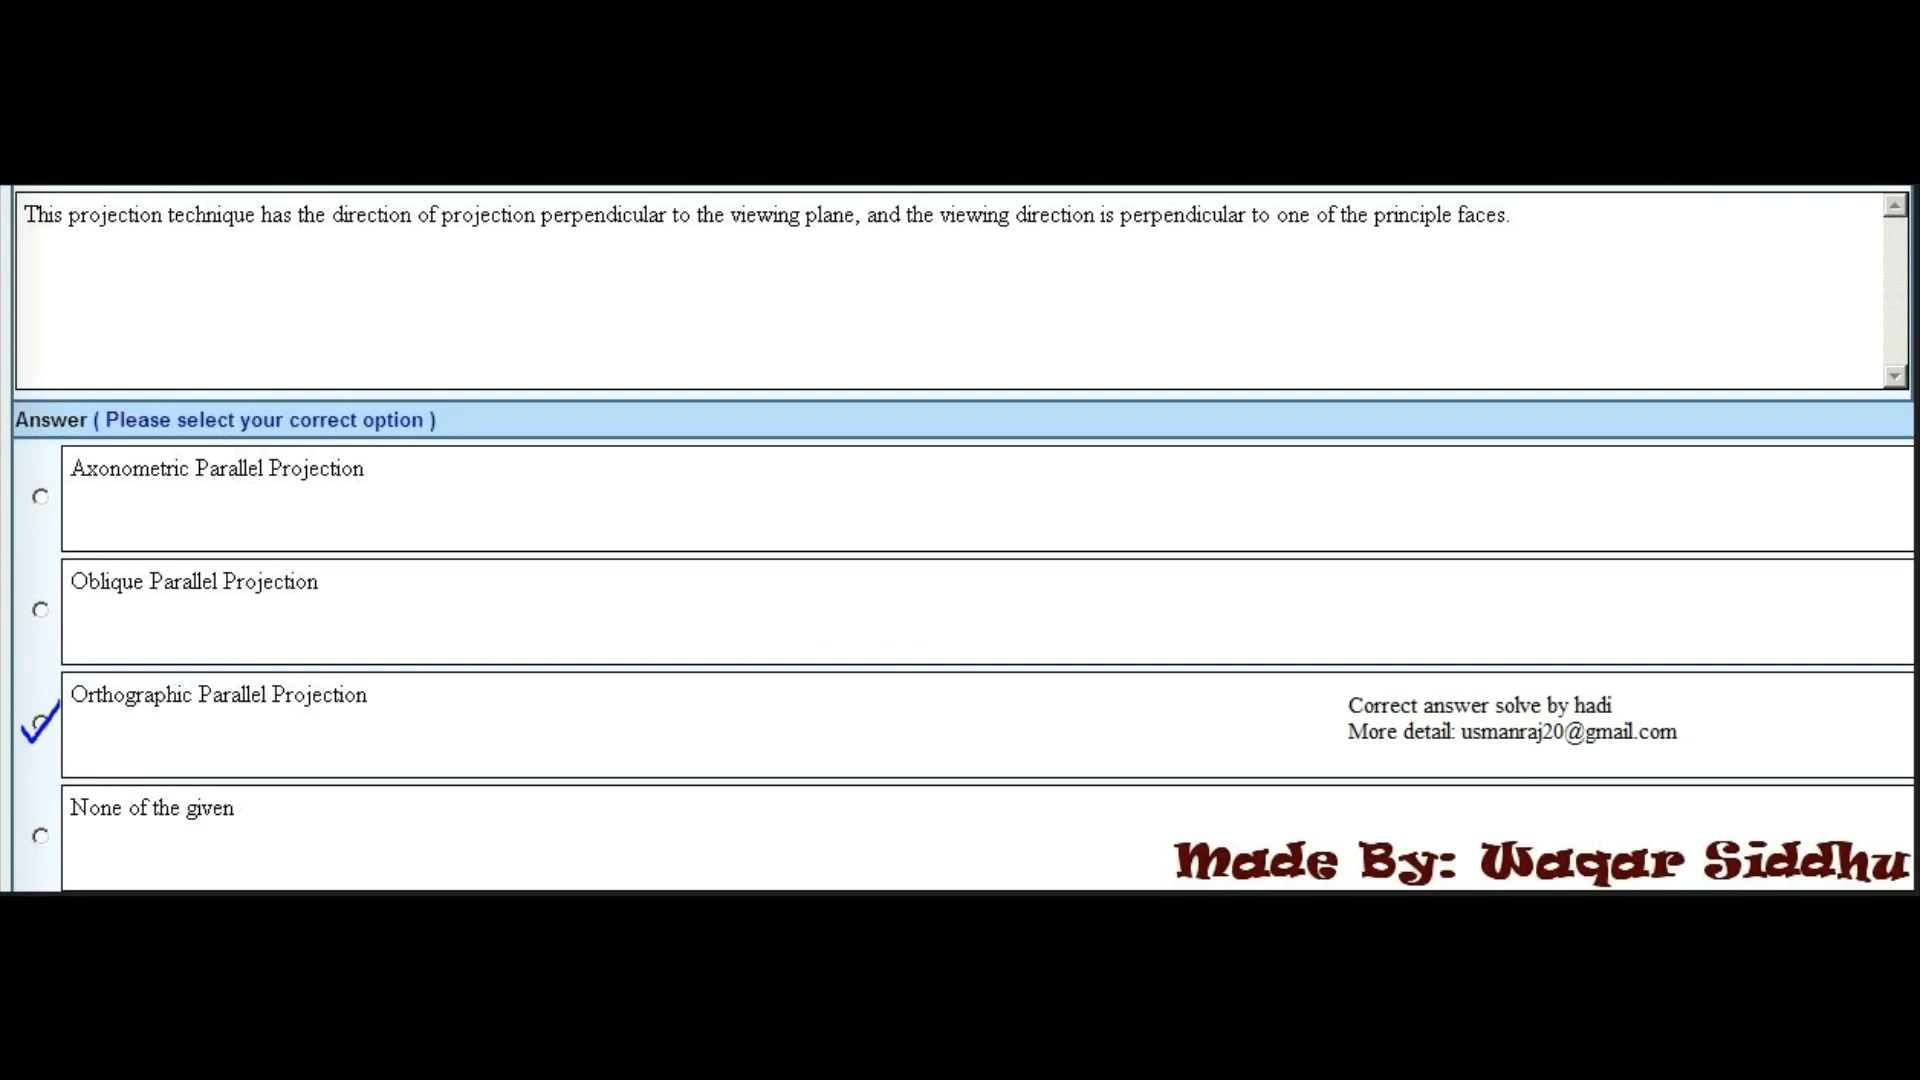 This projection technique has the direction of projection perpendicular to the viewing plane, and the viewing direction is perpendicular to one of the principle faces.
Answer ( Please select your correct option )
Axonometric Parallel Projection
Oblique Parallel Projection
Orthographic Parallel Projection
Correct answer solve by hadi
More detail: usmanraj20@gmail.com
None of the given
Made By: Waqar Siddhu